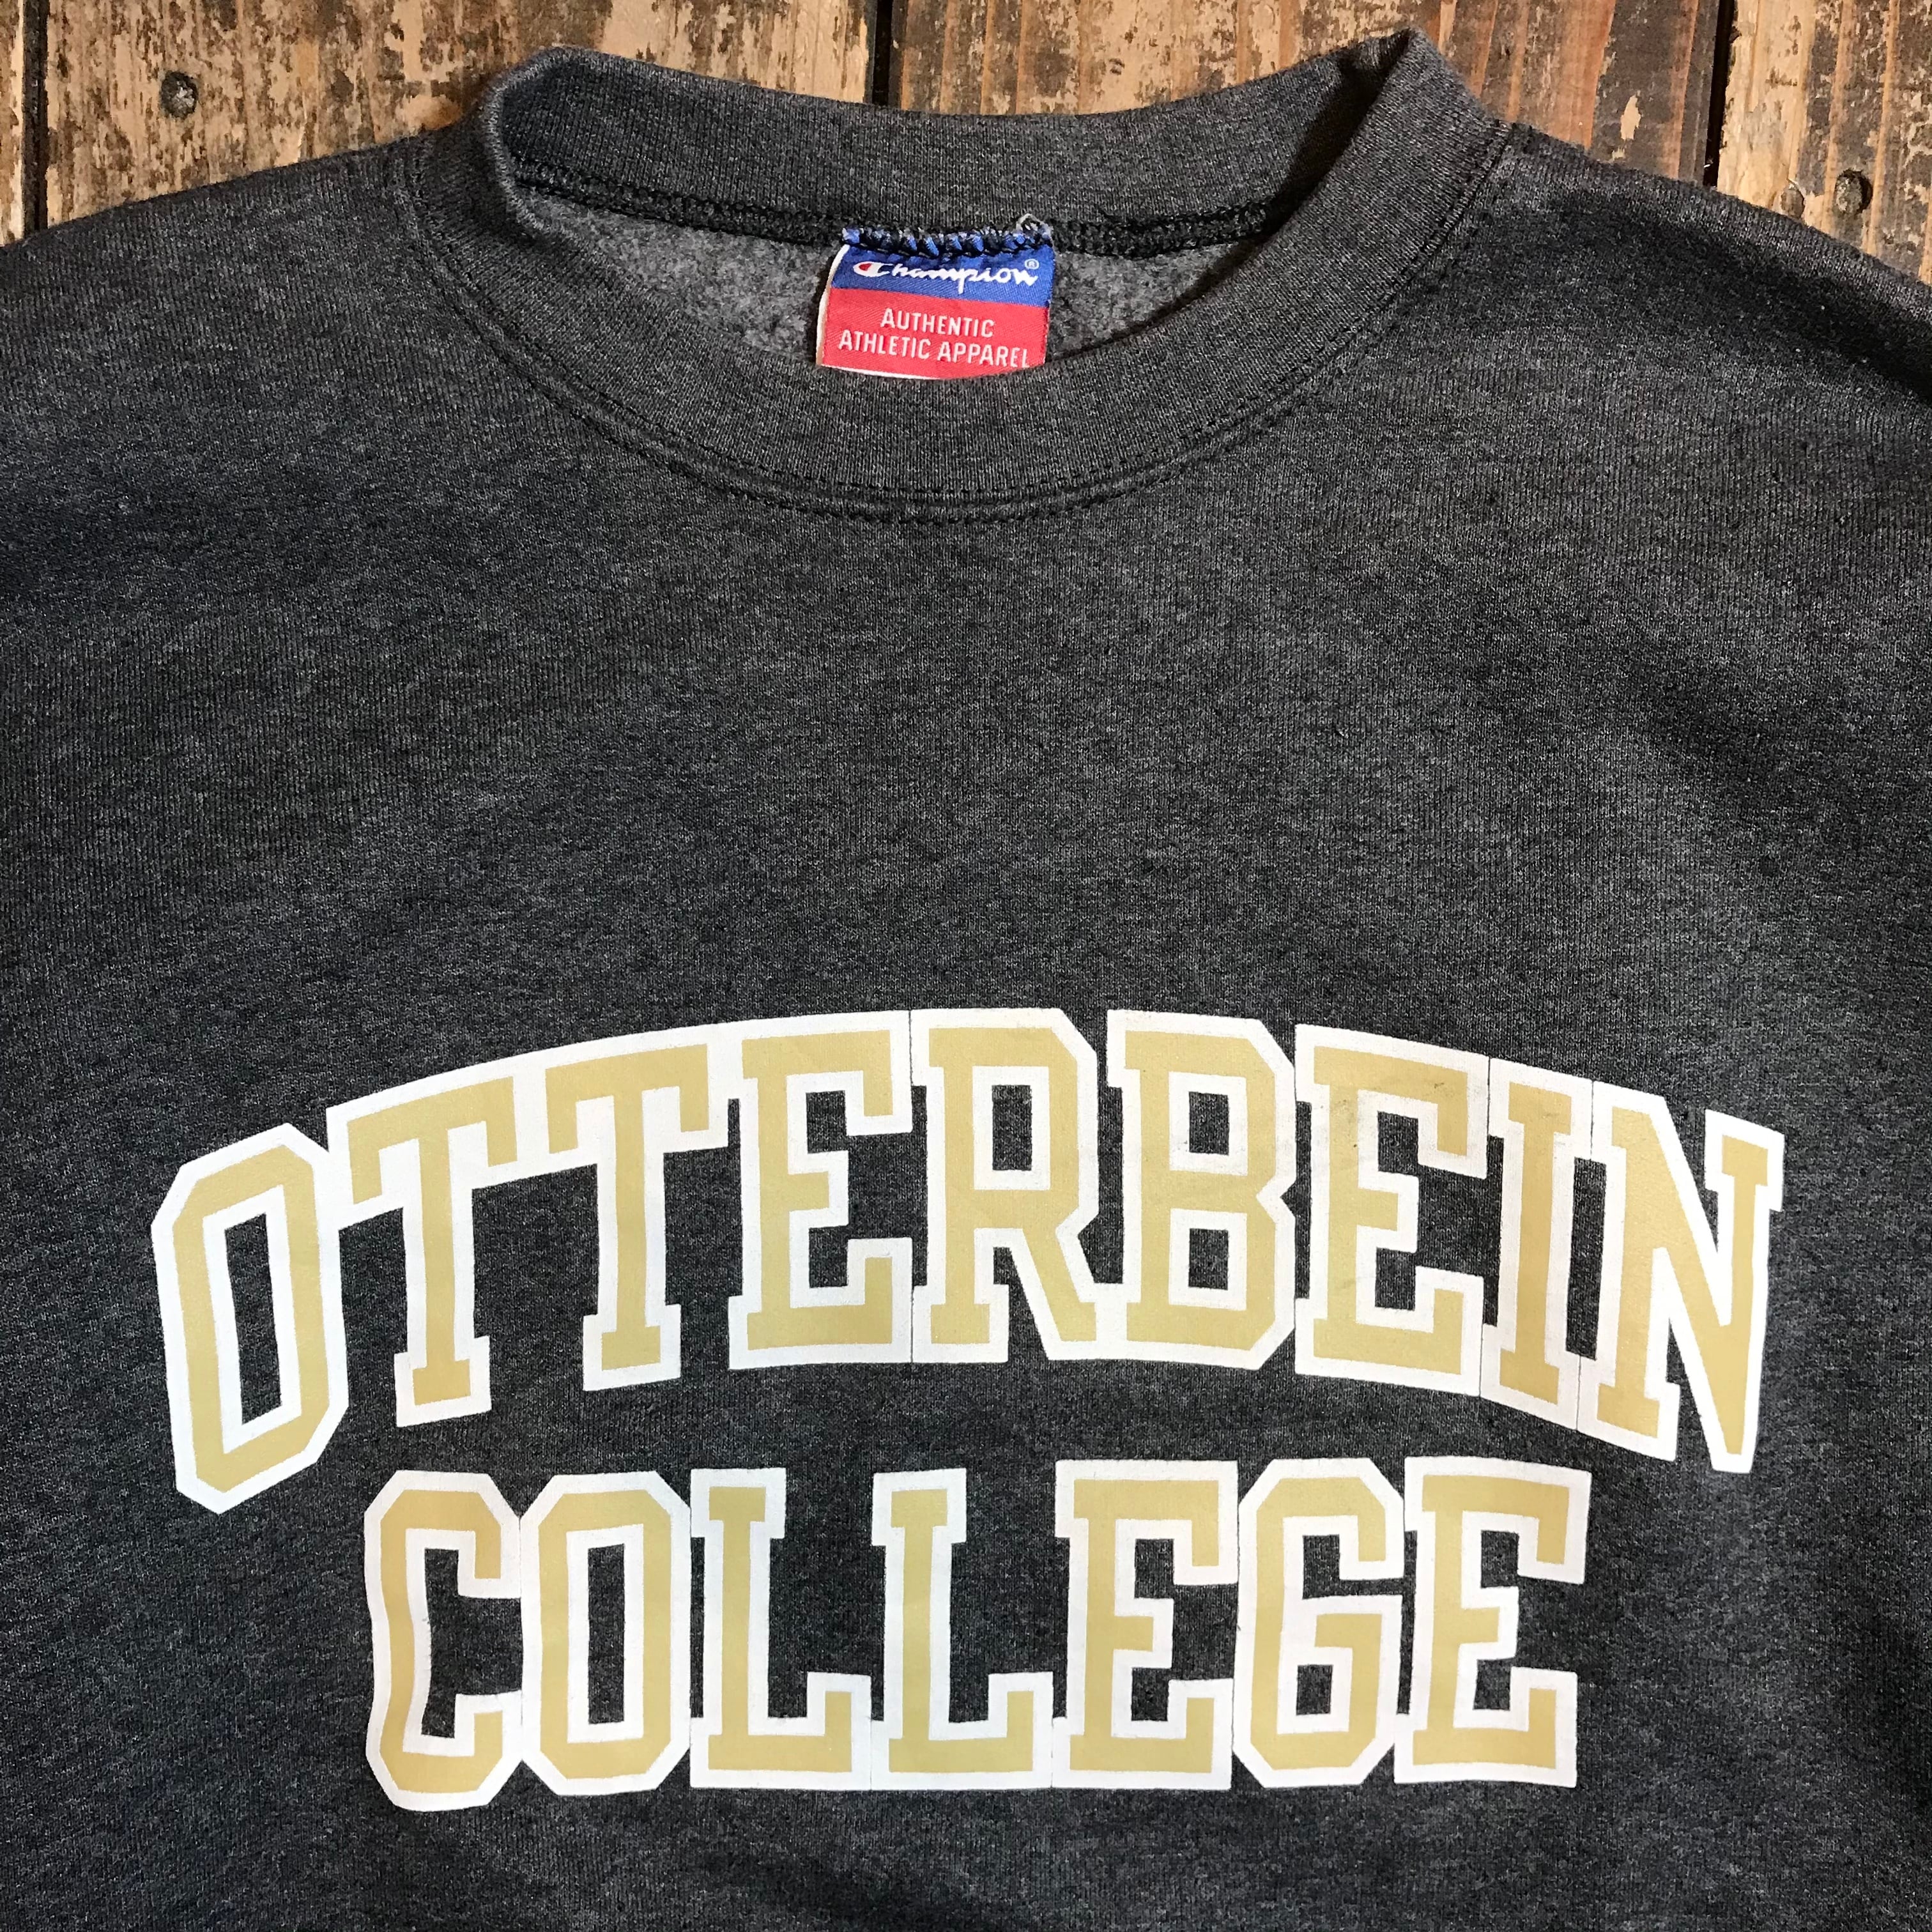 Champion®
AUTHENTIC
ATHLETIC APPAREL
OTTERBEIN
COLLEGE